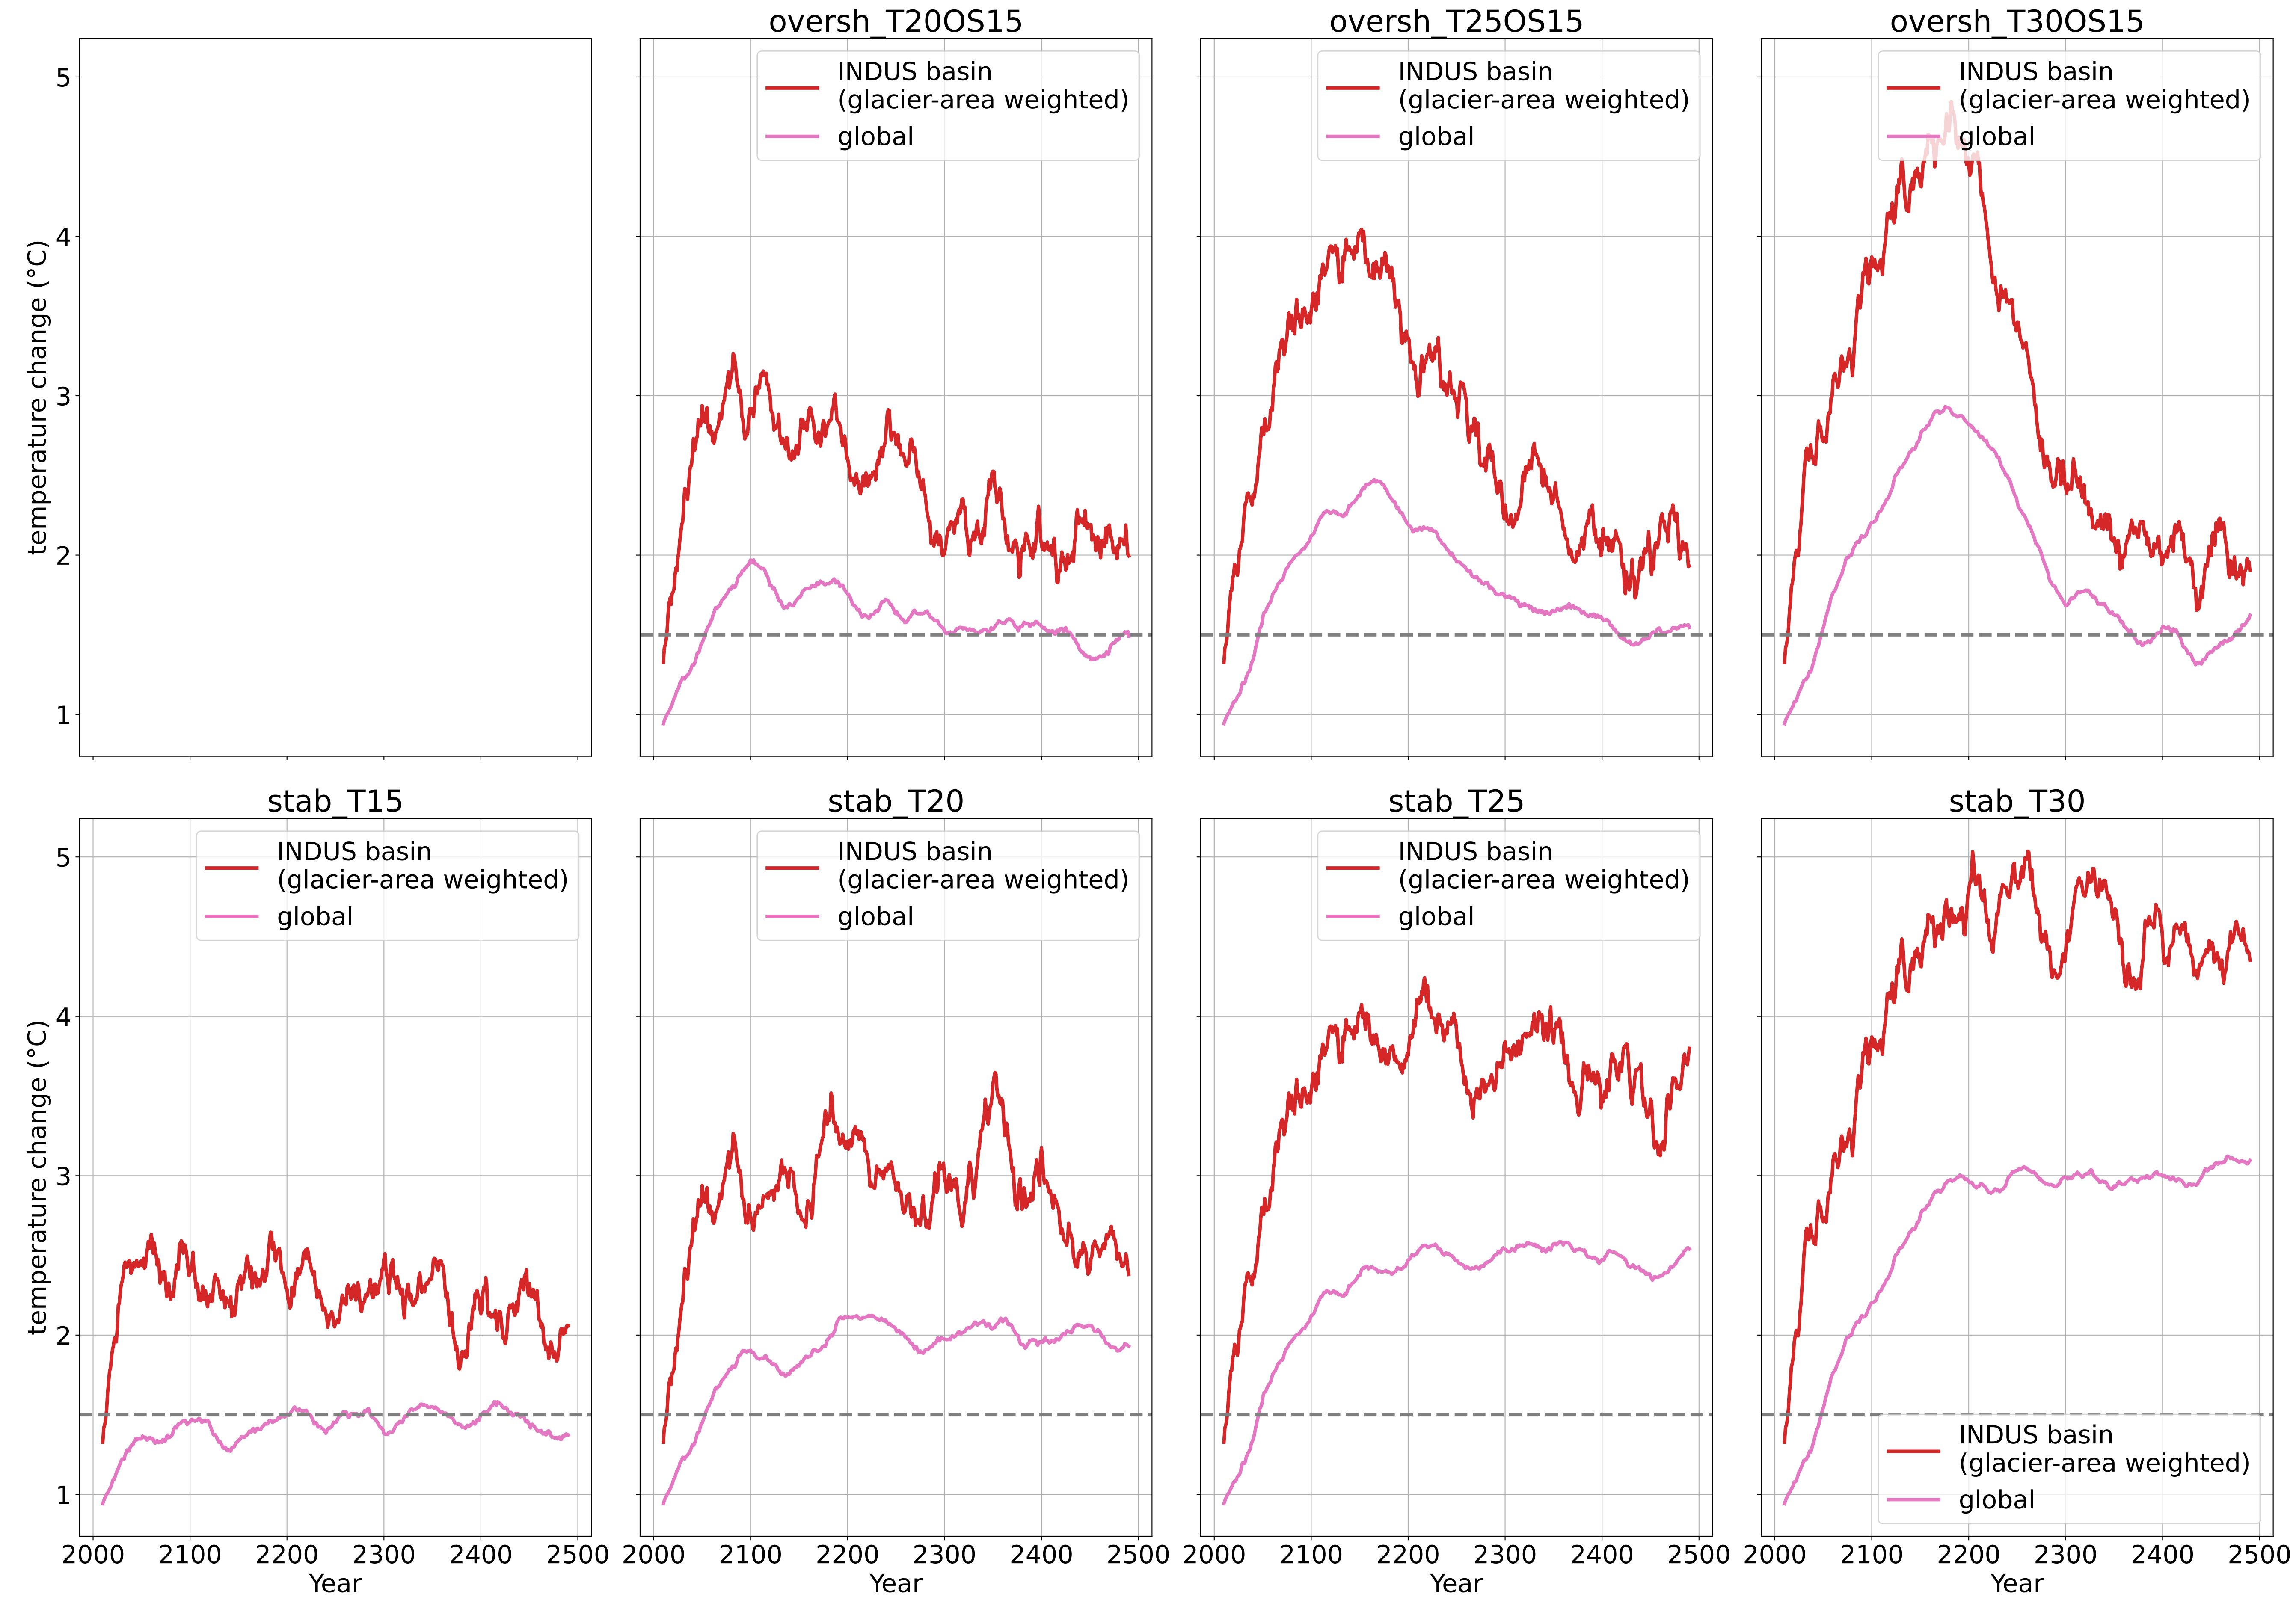 oversh_T20OS15
oversh_T25OS15
oversh_T30OS15
temperature change (°C)
5
4
3
2
1
INDUS basin
(glacier-area weighted)
global
INDUS basin
(glacier-area weighted)
global
INDUS basin
(glacier-area weighted)
global
stab_T15
stab_T20
stab_T25
stab_T30
temperature change (°C)
5
4
3
2
1
INDUS basin
(glacier-area weighted)
global
INDUS basin
(glacier-area weighted)
global
INDUS basin
(glacier-area weighted)
global
INDUS basin
(glacier-area weighted)
global
2000 2100 2200 2300 2400 2500
2000 2100 2200 2300 2400 2500
2000 2100 2200 2300 2400 2500
2000 2100 2200 2300 2400 2500
Year
Year
Year
Year